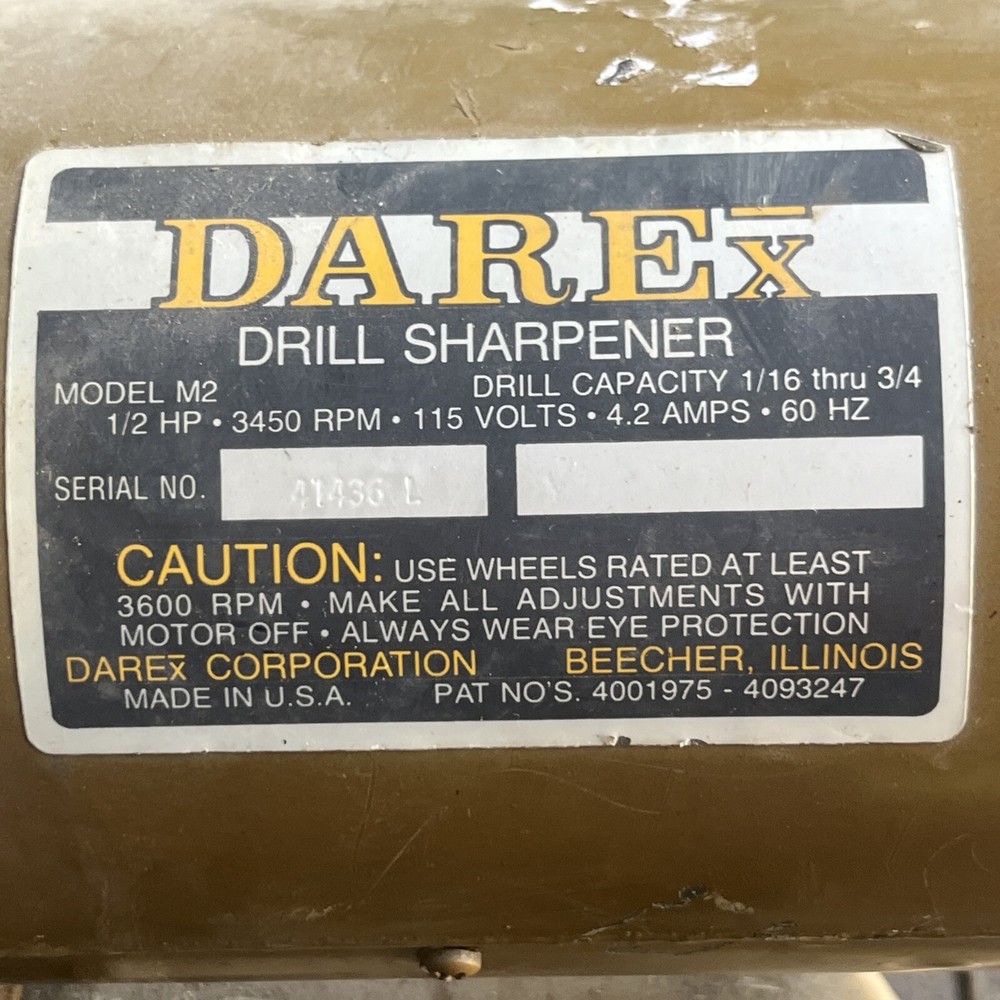 DAREX
DRILL SHARPENER
MODEL M2 DRILL CAPACITY 1/16 thru 3/4
1/2 HP • 3450 RPM • 115 VOLTS • 4.2 AMPS • 60 HZ
SERIAL NO. 41436 L
CAUTION: USE WHEELS RATED AT LEAST
3600 RPM • MAKE ALL ADJUSTMENTS WITH
MOTOR OFF • ALWAYS WEAR EYE PROTECTION
DAREX CORPORATION BEECHER, ILLINOIS
MADE IN U.S.A. PAT NO'S. 4001975 - 4093247